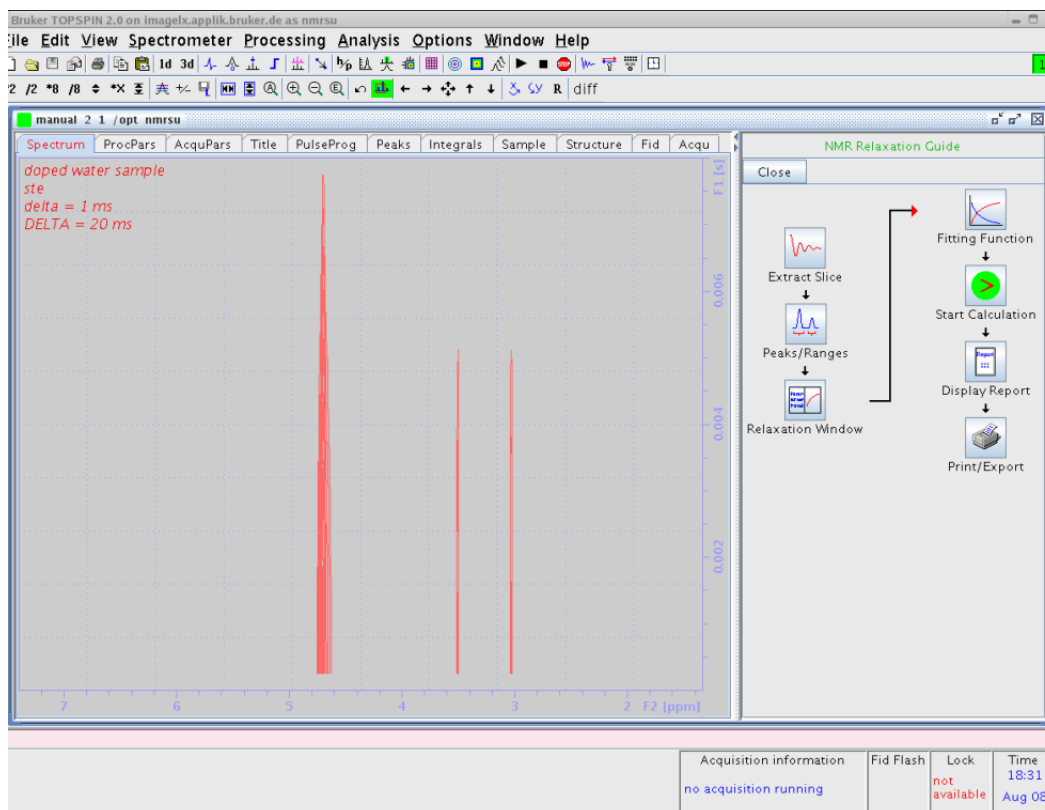 Bruker TOPSPIN 2.0 on imagelx.applik.bruker.de as nmrsu
File Edit View Spectrometer Processing Analysis Options Window Help
1d 3d
1
/2 *8 /8 *X R diff
manual 2 1 /opt nmrsu
Spectrum ProcPars AcquPars Title PulseProg Peaks Integrals Sample Structure Fid Acqu
doped water sample
ste
delta = 1 ms
DELTA = 20 ms
F1 [s]
0.006
0.004
0.002
7 6 5 4 3 2 F2 [ppm]
NMR Relaxation Guide
Close
Extract Slice
Peaks/Ranges
Relaxation Window
Fitting Function
Start Calculation
Report
Display Report
Print/Export
Acquisition information
no acquisition running
Fid Flash
Lock
not
available
Time
18:31
Aug 08